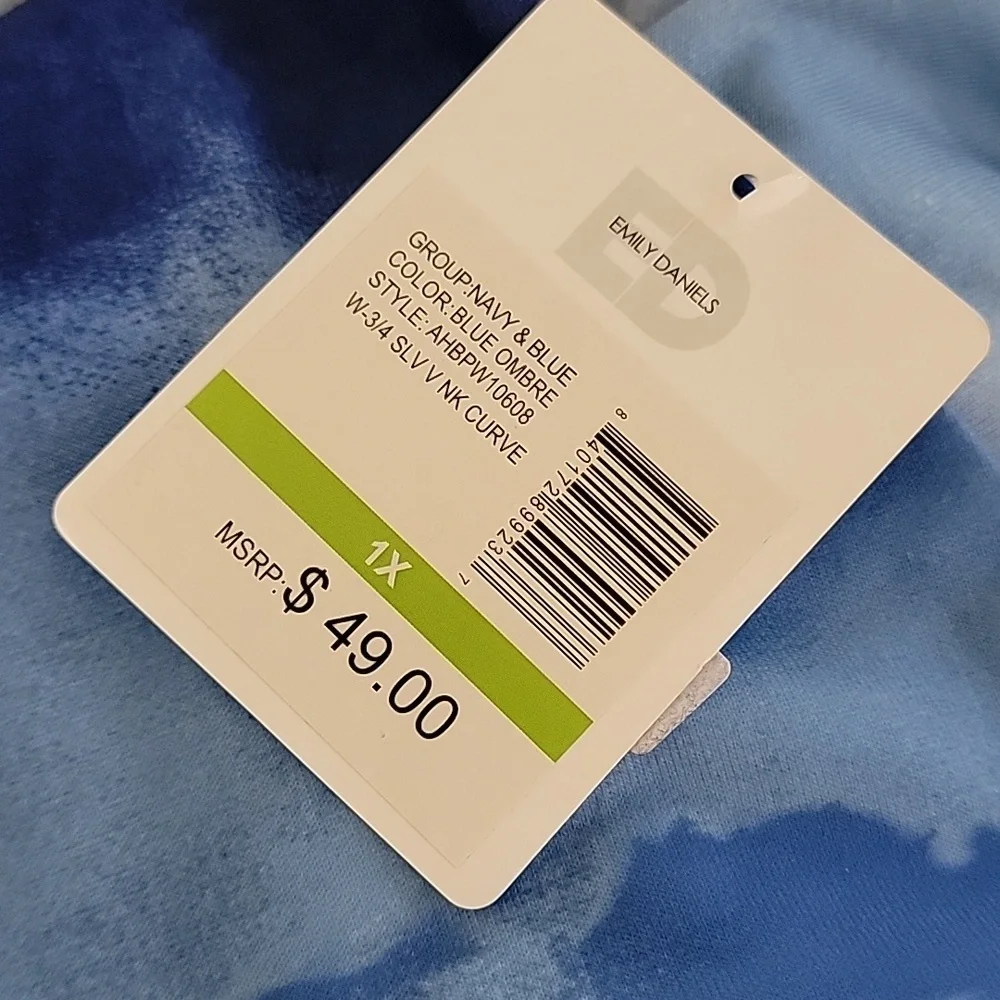 EMILY DANIELS
GROUP:NAVY & BLUE
COLOR:BLUE OMBRE
STYLE: AHBPW10608
W-3/4 SLV V NK CURVE
8 40172 89923 7
1X
MSRP:$ 49.00